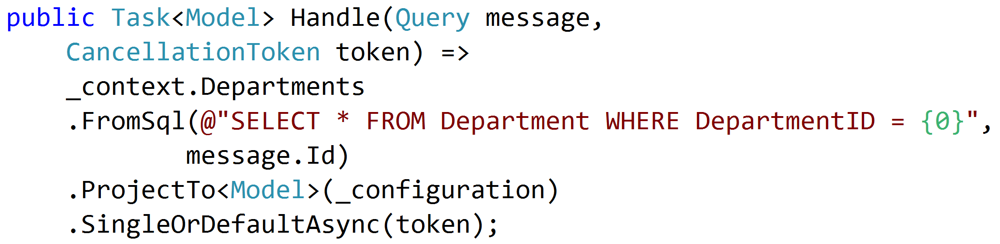 public Task<Model> Handle(Query message,
    CancellationToken token) =>
    _context.Departments
    .FromSql(@"SELECT * FROM Department WHERE DepartmentID = {0}",
            message.Id)
    .ProjectTo<Model>(_configuration)
    .SingleOrDefaultAsync(token);